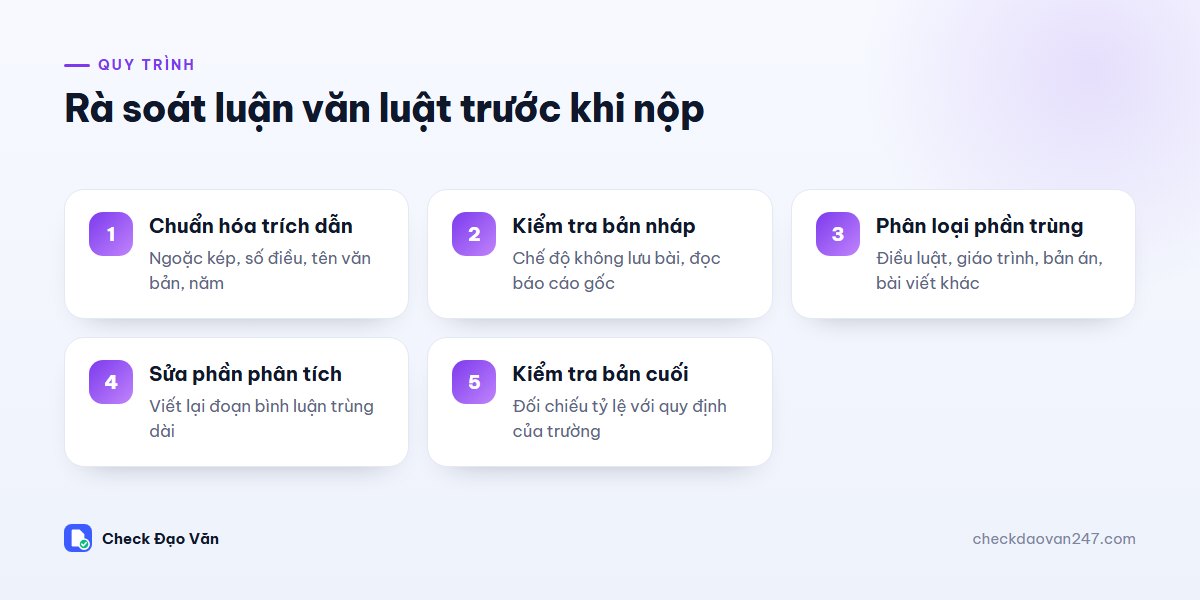 QUY TRÌNH
Rà soát luận văn luật trước khi nộp
1
Chuẩn hóa trích dẫn
Ngoặc kép, số điều, tên văn
bản, năm
2
Kiểm tra bản nháp
Chế độ không lưu bài, đọc
báo cáo gốc
3
Phân loại phần trùng
Điều luật, giáo trình, bản án,
bài viết khác
4
Sửa phần phân tích
Viết lại đoạn bình luận trùng
dài
5
Kiểm tra bản cuối
Đối chiếu tỷ lệ với quy định
của trường
Check Đạo Văn
checkdaovan247.com